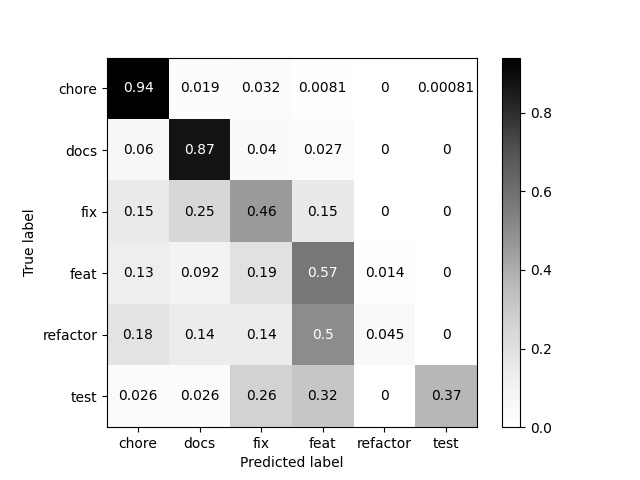 chore 0.94 0.019 0.032 0.0081 0 0.00081
docs 0.06 0.87 0.04 0.027 0 0
fix 0.15 0.25 0.46 0.15 0 0
feat 0.13 0.092 0.19 0.57 0.014 0
refactor 0.18 0.14 0.14 0.5 0.045 0
test 0.026 0.026 0.26 0.32 0 0.37
chore docs fix feat refactor test
Predicted label
True label
0.8
0.6
0.4
0.2
0.0